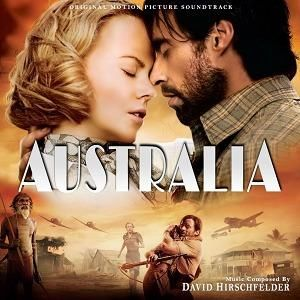 ORIGINAL MOTION PICTURE SOUNDTRACK
AUSTRALIA
MUSIC COMPOSED BY
DAVID HIRSCHFELDER